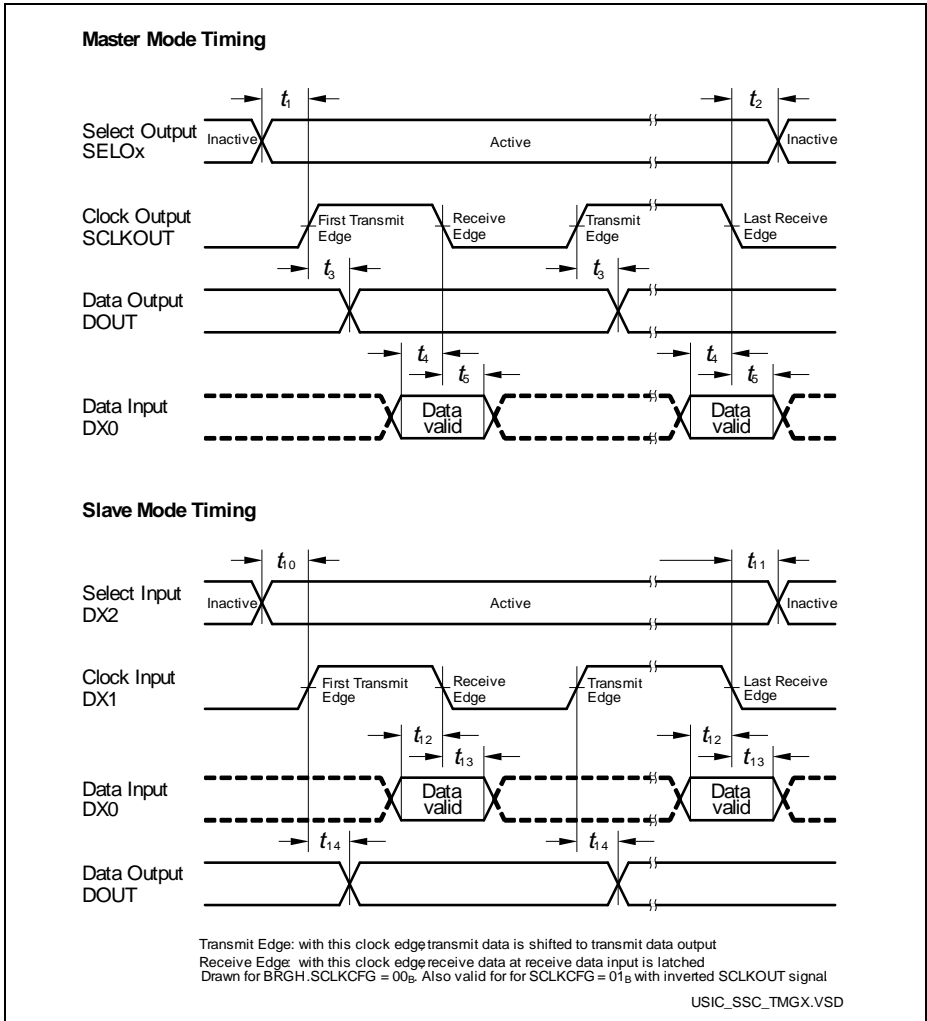 Master Mode Timing
t1
t2
Select Output
SELOx
Inactive
Active
Inactive
Clock Output
SCLKOUT
First Transmit
Edge
Receive
Edge
Transmit
Edge
Last Receive
Edge
t3
t3
Data Output
DOUT
t4
t5
t4
t5
Data Input
DX0
Data
valid
Data
valid
Slave Mode Timing
t10
t11
Select Input
DX2
Inactive
Active
Inactive
Clock Input
DX1
First Transmit
Edge
Receive
Edge
Transmit
Edge
Last Receive
Edge
t12
t13
t12
t13
Data Input
DX0
Data
valid
Data
valid
t14
t14
Data Output
DOUT
Transmit Edge: with this clock edge, transmit data is shifted to transmit data output
Receive Edge: with this clock edge, receive data at receive data input is latched
Drawn for BRGH.SCLKCFG = 00B. Also valid for for SCLKCFG = 01B with inverted SCLKOUT signal.
USIC_SSC_TMGX.VSD